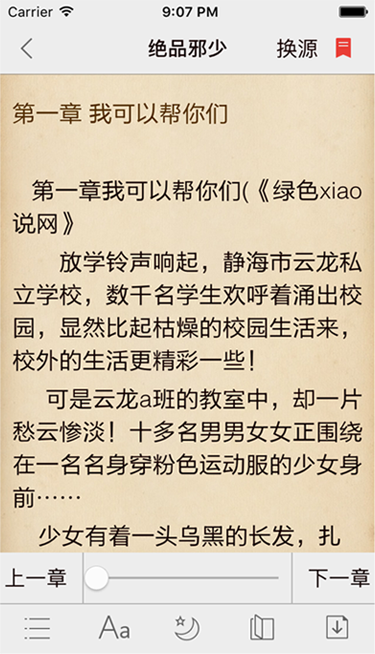 Carrier 9:07 PM
绝品邪少 换源
第一章 我可以帮你们
第一章我可以帮你们(《绿色xiao
说网》
放学铃声响起，静海市云龙私
立学校，数千名学生欢呼着涌出校
园，显然比起枯燥的校园生活来，
校外的生活更精彩一些！
可是云龙a班的教室中，却一片
愁云惨淡！十多名男男女女正围绕
在一名名身穿粉色运动服的少女身
前……
少女有着一头乌黑的长发，扎
上一章 下一章
Aa